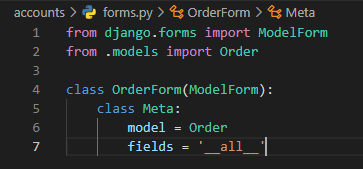 accounts > forms.py > OrderForm > Meta
1 from django.forms import ModelForm
2 from .models import Order
3
4 class OrderForm(ModelForm):
5     class Meta:
6         model = Order
7         fields = '__all__'